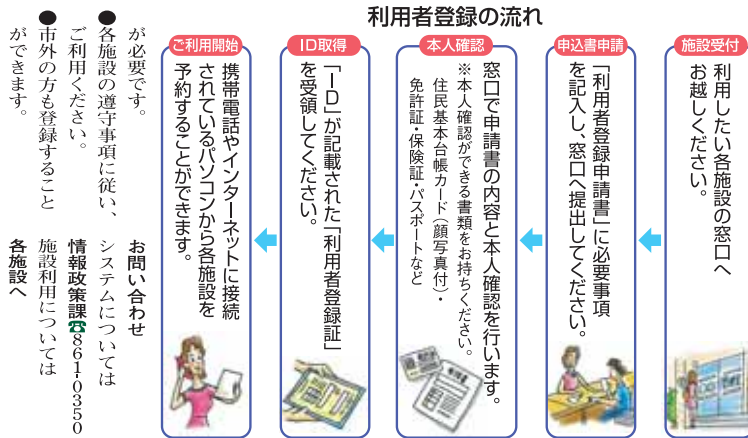 利用者登録の流れ
施設受付
利用したい各施設の窓口へ
お越しください。
申込書申請
「利用者登録申請書」に必要事項
を記入し、窓口へ提出してください。
本人確認
窓口で申請書の内容と本人確認を行います。
※本人確認ができる書類をお持ちください。
住民基本台帳カード(顔写真付)・
免許証・保険証・パスポートなど
ID取得
「ID」が記載された「利用者登録証」
を受領してください。
ご利用開始
携帯電話やインターネットに接続
されているパソコンから各施設を
予約することができます。
が必要です。
●各施設の遵守事項に従い、
ご利用ください。
●市外の方も登録すること
ができます。
お問い合わせ
システムについては
情報政策課☎861-0350
施設利用については
各施設へ